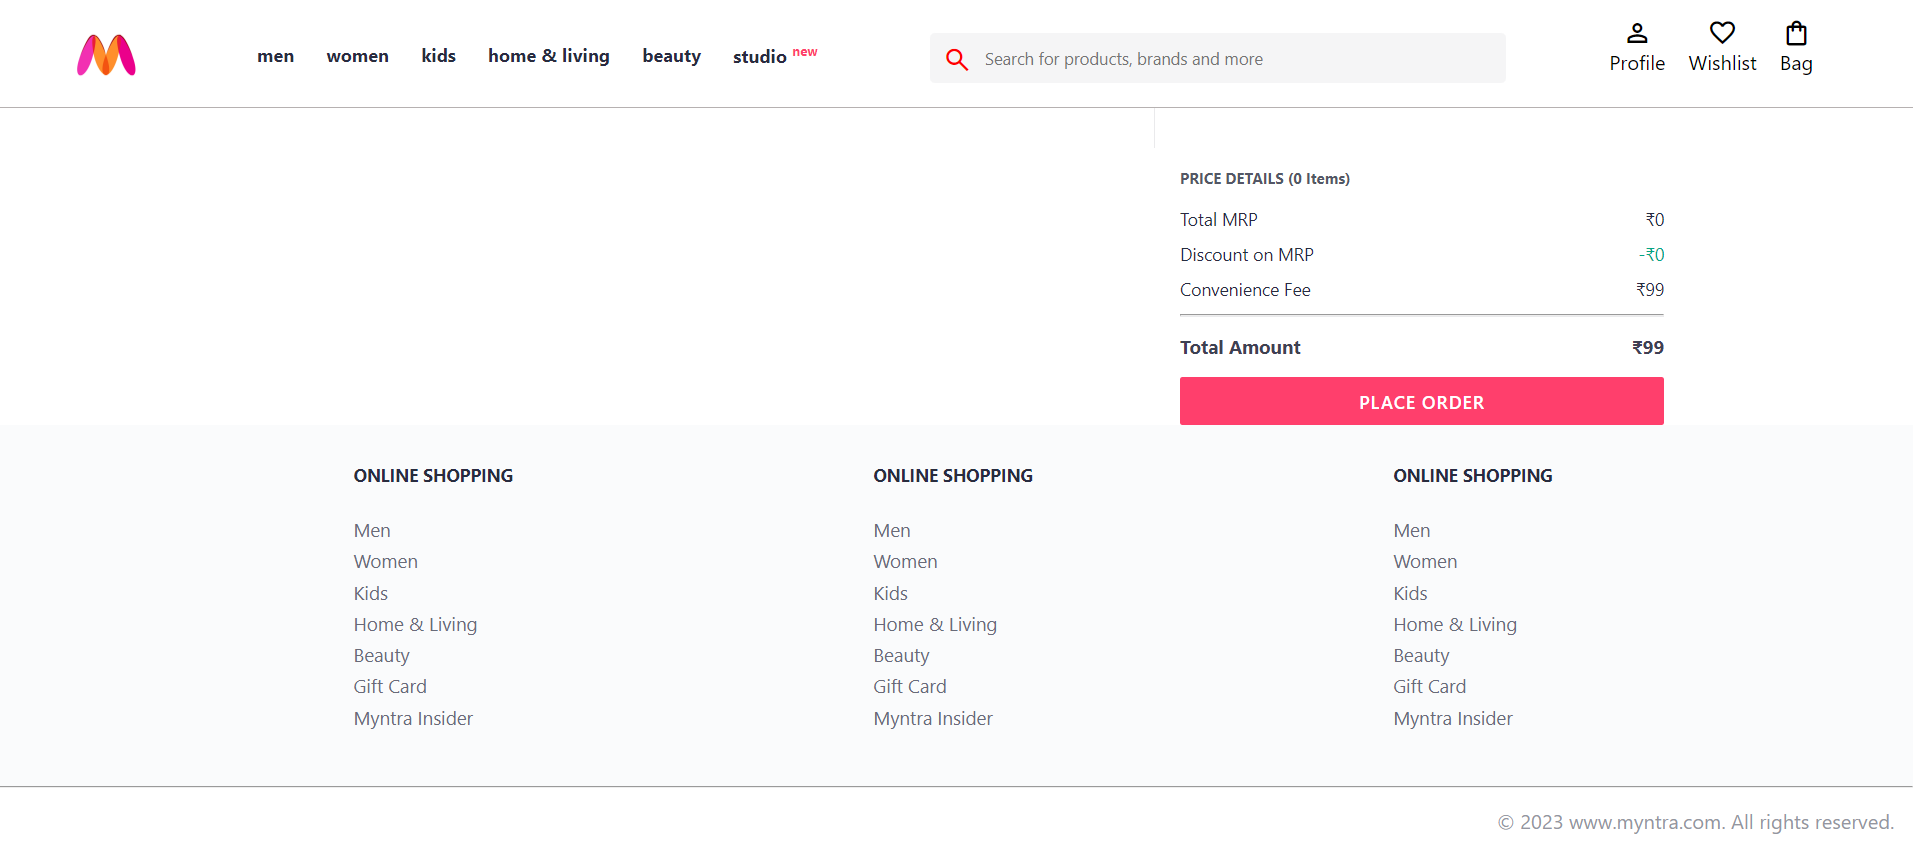 men women kids home & living beauty studio new Search for products, brands and more Profile Wishlist Bag
PRICE DETAILS (0 Items)
Total MRP ₹0
Discount on MRP -₹0
Convenience Fee ₹99
Total Amount ₹99
PLACE ORDER
ONLINE SHOPPING
Men
Women
Kids
Home & Living
Beauty
Gift Card
Myntra Insider
ONLINE SHOPPING
Men
Women
Kids
Home & Living
Beauty
Gift Card
Myntra Insider
ONLINE SHOPPING
Men
Women
Kids
Home & Living
Beauty
Gift Card
Myntra Insider
© 2023 www.myntra.com. All rights reserved.